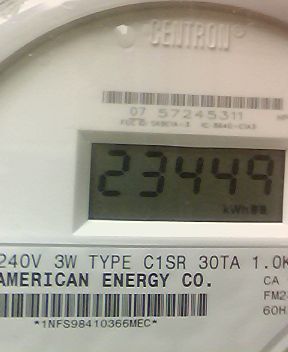 CENTRON®
07 57245311
23449
kWh
240V 3W TYPE C1SR 30TA 1.0K
AMERICAN ENERGY CO.
CA
FM2
60H
*1NFS98410366MEC*